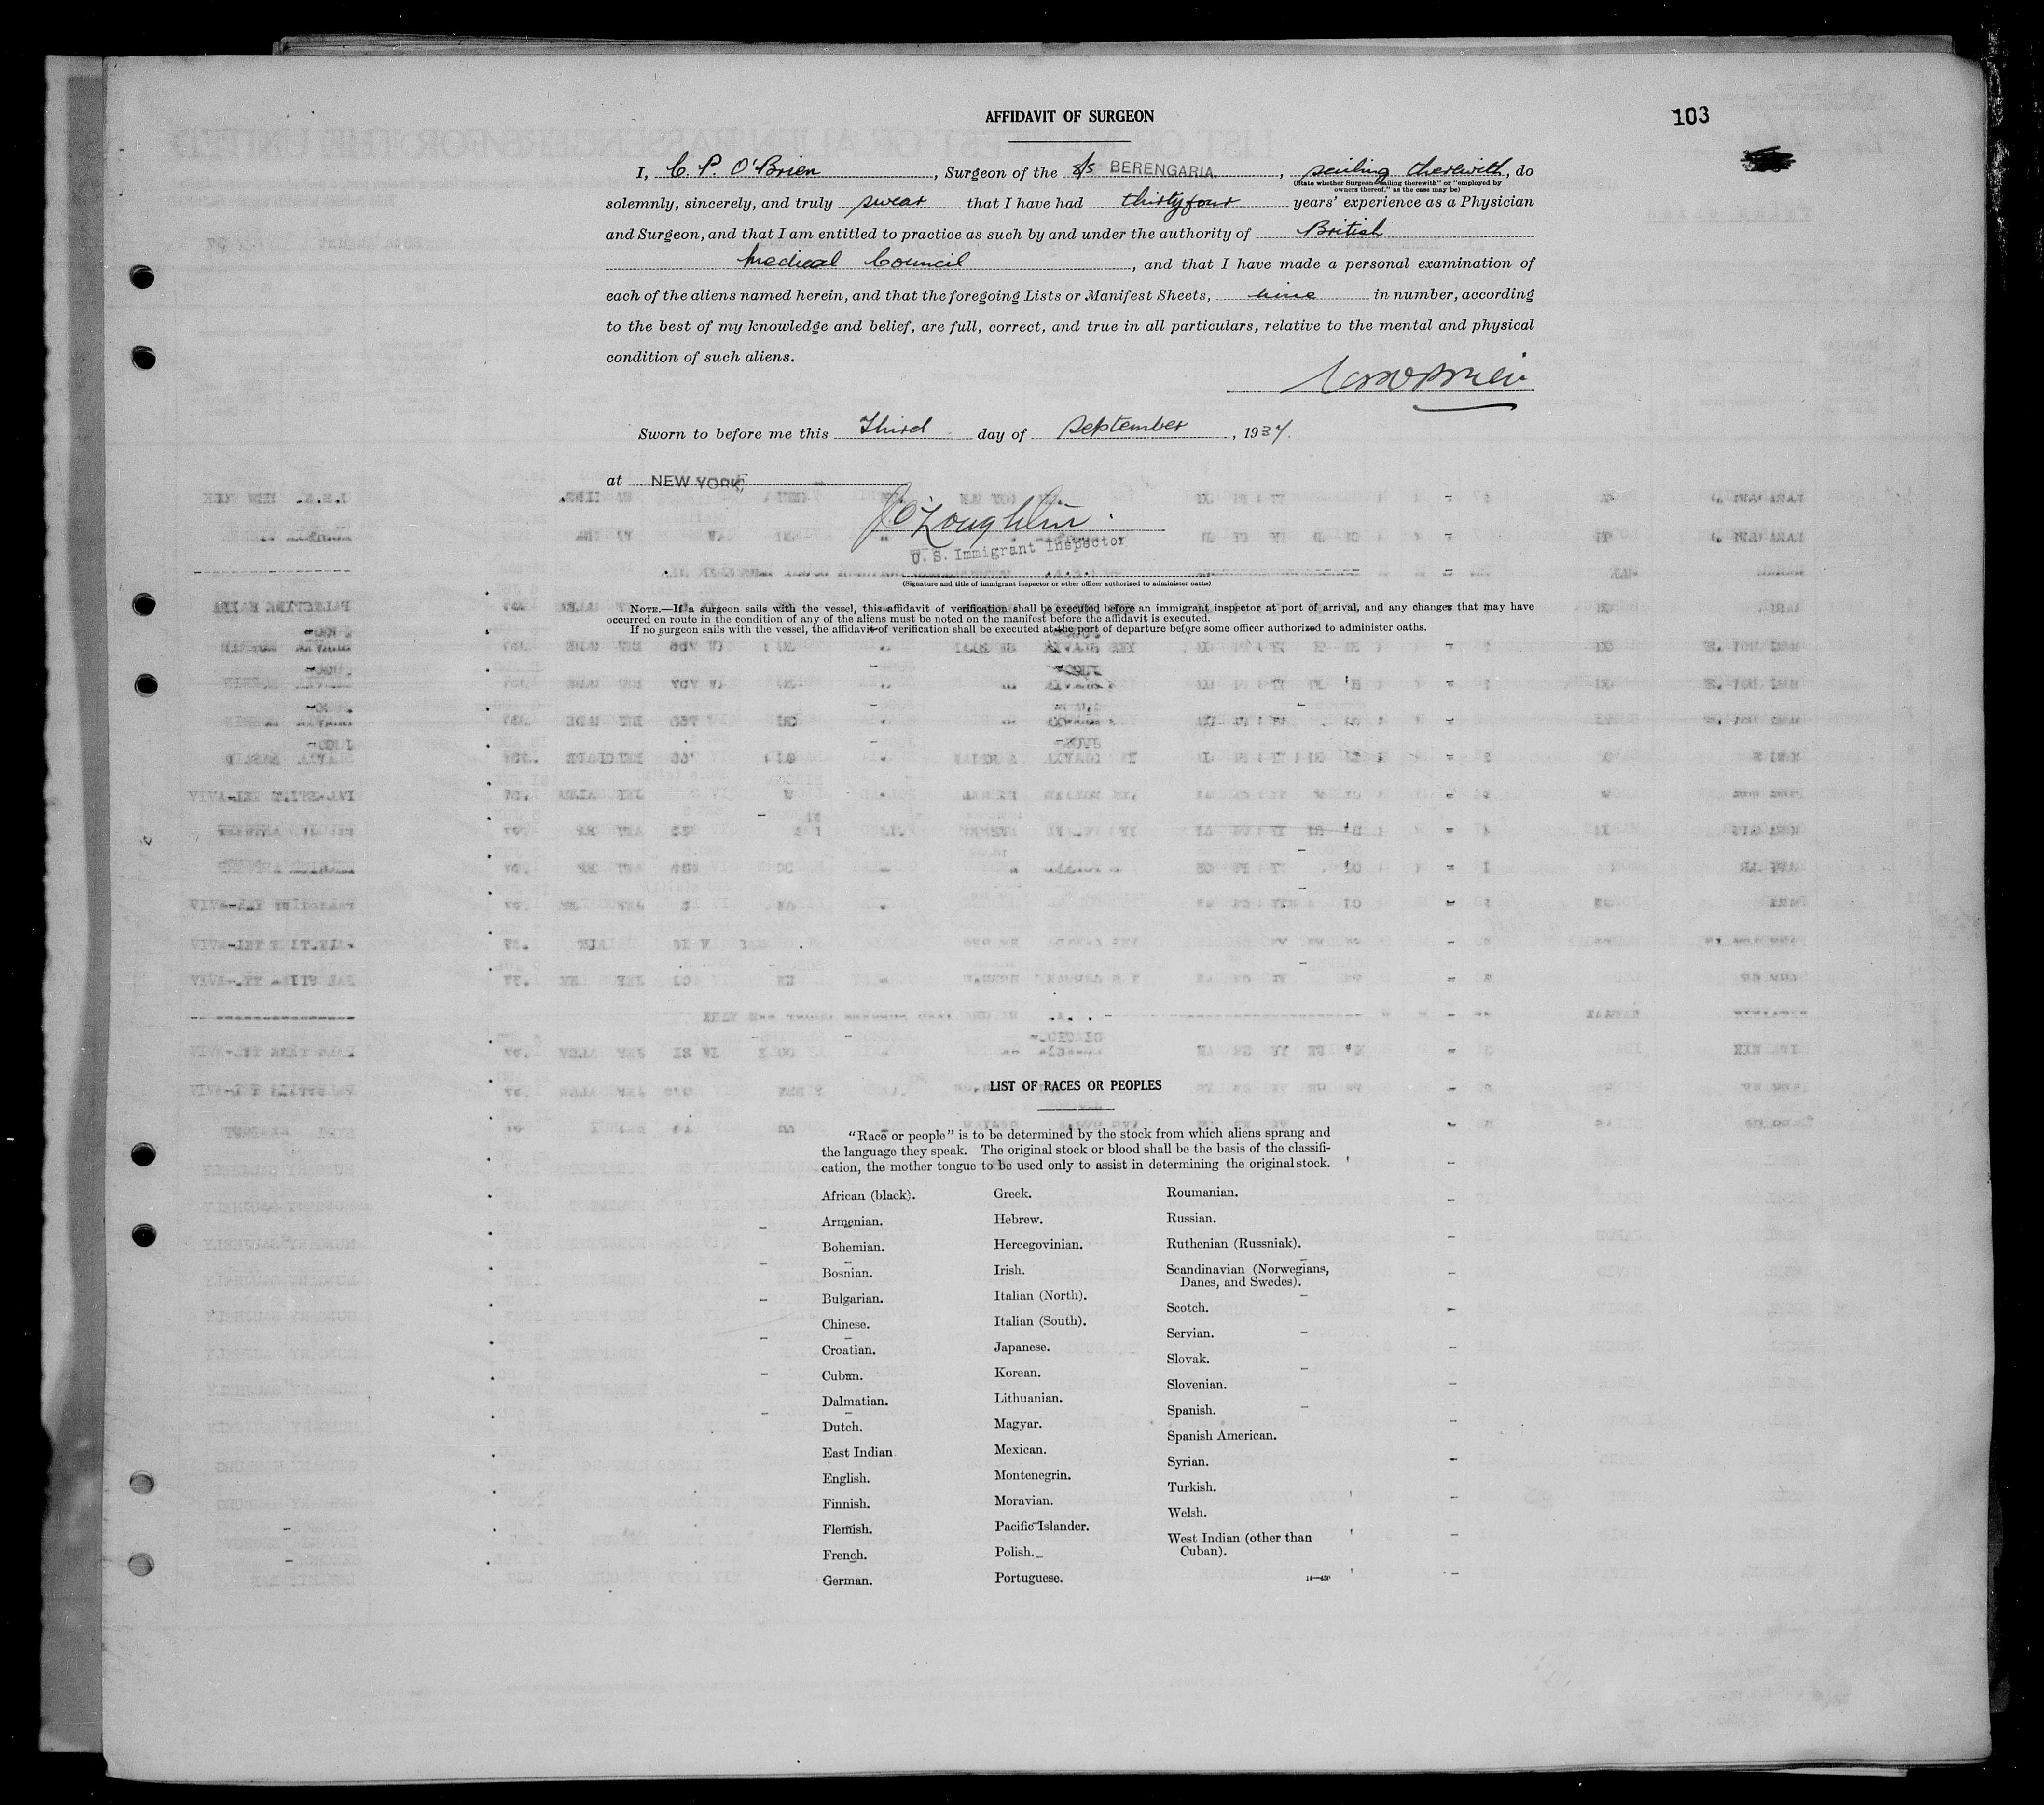 AFFIDAVIT OF SURGEON
103
I, C. P. O'Brien, Surgeon of the S/S BERENGARIA, sailing therewith, do
(State whether Surgeon "sailing therewith" or "employed by
owners thereof," as the case may be)
solemnly, sincerely, and truly swear that I have had thirtyfour years' experience as a Physician
and Surgeon, and that I am entitled to practice as such by and under the authority of British
Medical Council, and that I have made a personal examination of
each of the aliens named herein, and that the foregoing Lists or Manifest Sheets, nine in number, according
to the best of my knowledge and belief, are full, correct, and true in all particulars, relative to the mental and physical
condition of such aliens.
Sworn to before me this Third day of September, 1937.
at NEW YORK
O'Loughlin
U. S. Immigrant Inspector
(Signature and title of immigrant inspector or other officer authorized to administer oaths)
NOTE.—If a surgeon sails with the vessel, this affidavit of verification shall be executed before an immigrant inspector at port of arrival, and any changes that may have
occurred en route in the condition of any of the aliens must be noted on the manifest before the affidavit is executed.
If no surgeon sails with the vessel, the affidavit of verification shall be executed at the port of departure before some officer authorized to administer oaths.
LIST OF RACES OR PEOPLES
"Race or people" is to be determined by the stock from which aliens sprang and
the language they speak. The original stock or blood shall be the basis of the classifi-
cation, the mother tongue to be used only to assist in determining the original stock.
African (black).
Armenian.
Bohemian.
Bosnian.
Bulgarian.
Chinese.
Croatian.
Cuban.
Dalmatian.
Dutch.
East Indian
English.
Finnish.
Flemish.
French.
German.
Greek.
Hebrew.
Hercegovinian.
Irish.
Italian (North).
Italian (South).
Japanese.
Korean.
Lithuanian.
Magyar.
Mexican.
Montenegrin.
Moravian.
Pacific Islander.
Polish.
Portuguese.
Roumanian.
Russian.
Ruthenian (Russniak).
Scandinavian (Norwegians,
Danes, and Swedes).
Scotch.
Servian.
Slovak.
Slovenian.
Spanish.
Spanish American.
Syrian.
Turkish.
Welsh.
West Indian (other than
Cuban).